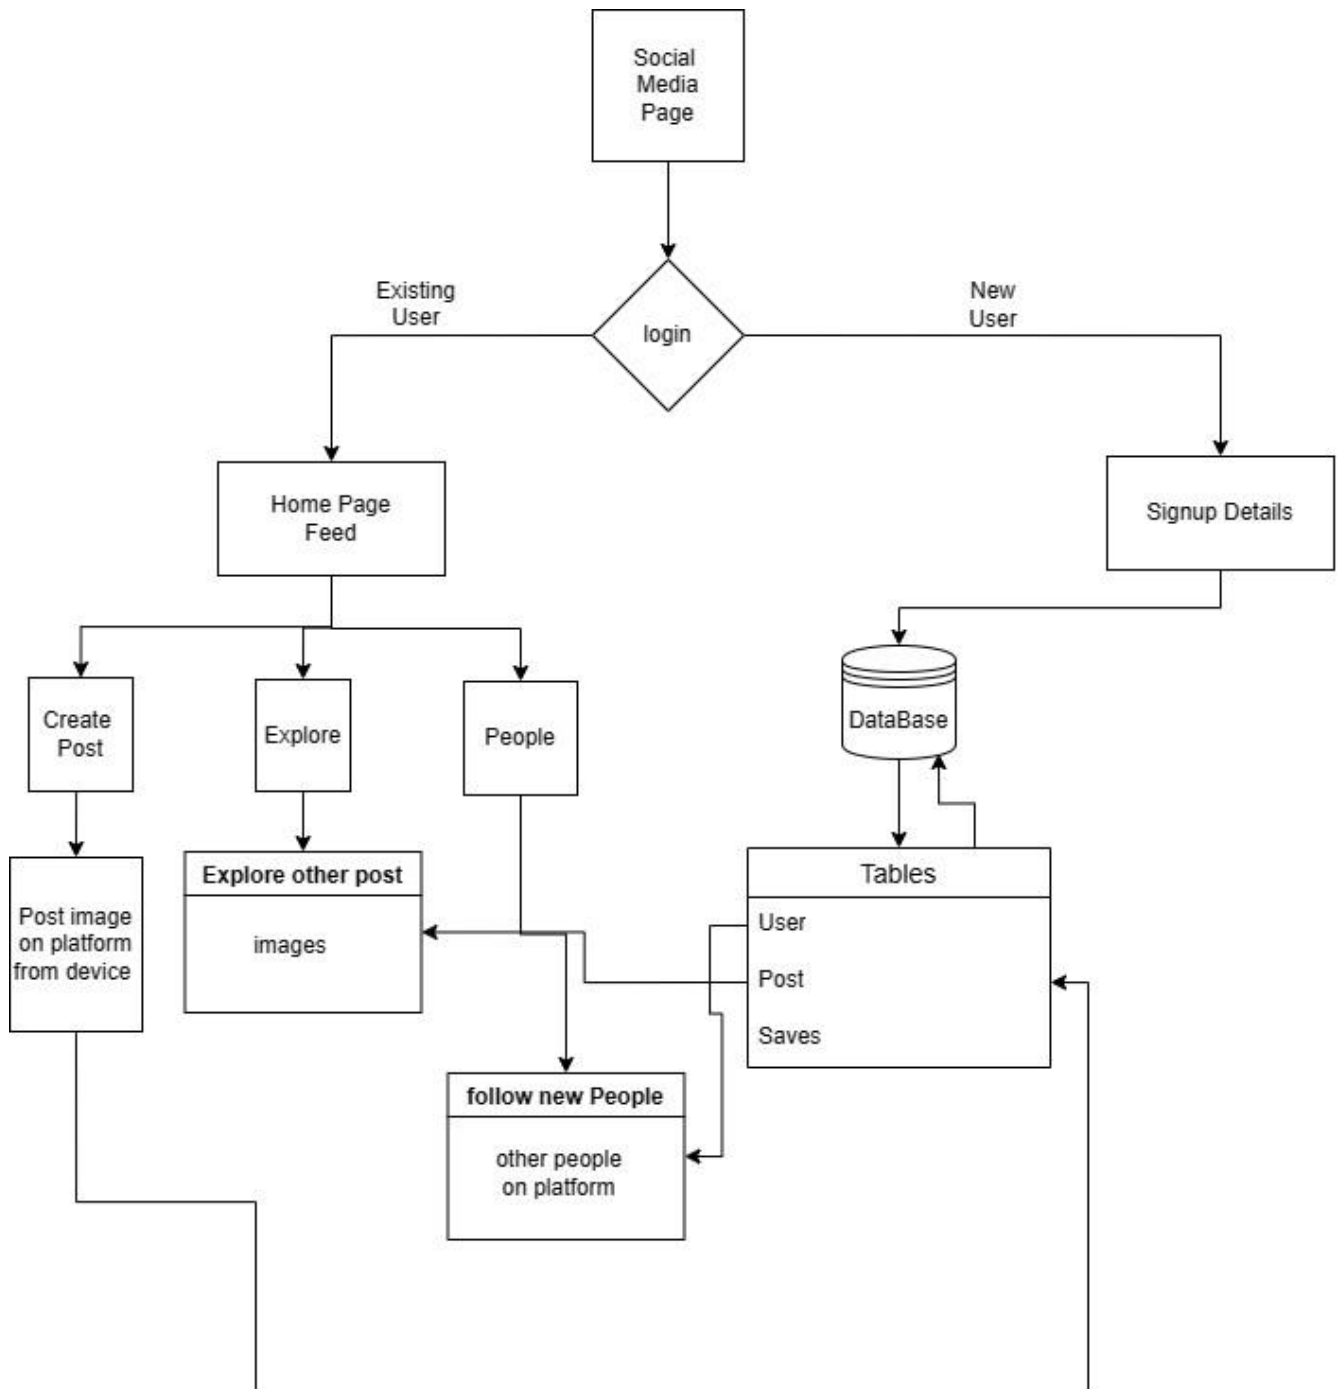 Social
Media
Page
Existing
User
New
User
login
Home Page
Feed
Signup Details
Create
Post
Explore
People
DataBase
Post image
on platform
from device
Explore other post
images
Tables
User
Post
Saves
follow new People
other people
on platform